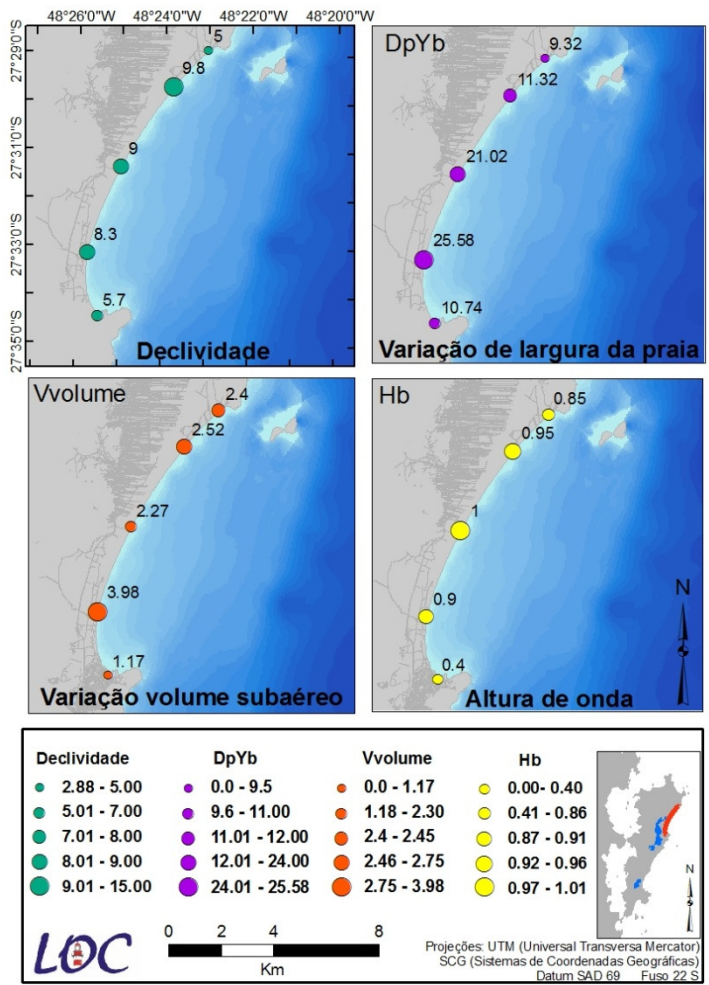 48°26'0"W 48°24'0"W 48°22'0"W 48°20'0"W
27°29'0"S
27°31'0"S
27°33'0"S
27°35'0"S
5
9.8
9
8.3
5.7
Declividade
DpYb
9.32
11.32
21.02
25.58
10.74
Variação de largura da praia
Vvolume
2.4
2.52
2.27
3.98
1.17
Variação volume subaéreo
Hb
0.85
0.95
1
0.9
0.4
N
Altura de onda
Declividade DpYb Vvolume Hb
2.88 - 5.00 0.0 - 9.5 0.0 - 1.17 0.00- 0.40
5.01 - 7.00 9.6 - 11.00 1.18 - 2.30 0.41 - 0.86
7.01 - 8.00 11.01 - 12.00 2.4 - 2.45 0.87 - 0.91
8.01 - 9.00 12.01 - 24.00 2.46 - 2.75 0.92 - 0.96
9.01 - 15.00 24.01 - 25.58 2.75 - 3.98 0.97 - 1.01
N
LOC
0 2 4 8
Km
Projeções: UTM (Universal Transversa Mercator)
SCG (Sistemas de Coordenadas Geográficas)
Datum SAD 69 Fuso 22 S